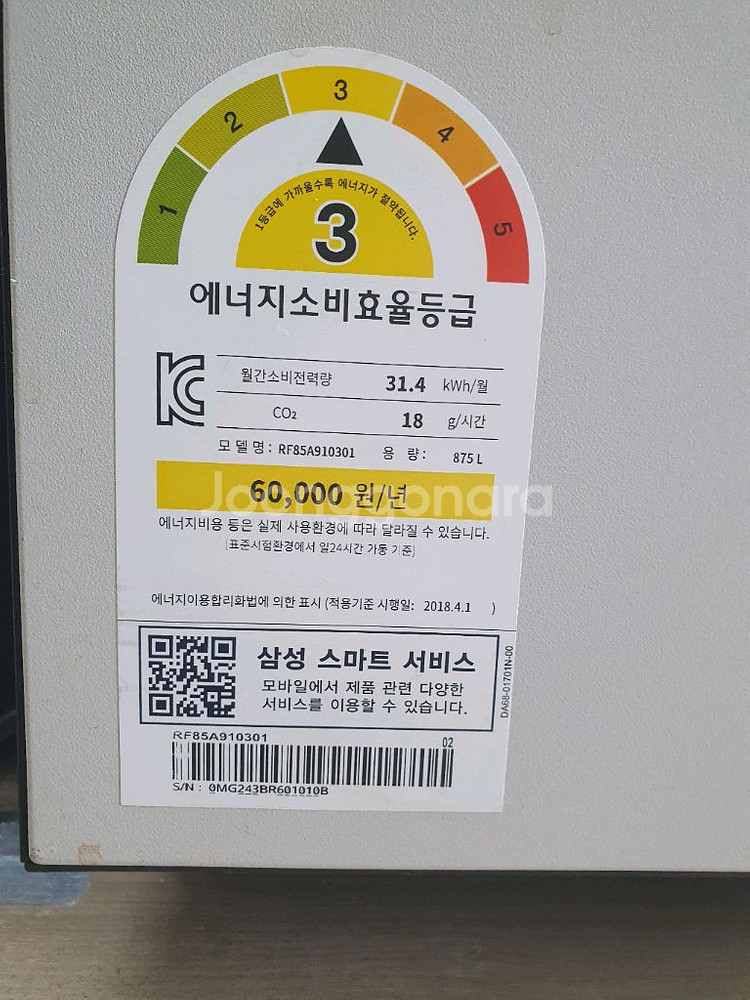 1
2
3
4
5
1등급에 가까울수록 에너지가 절약됩니다.
3
에너지소비효율등급
월간소비전력량 31.4 kWh/월
CO₂ 18 g/시간
모델명: RF85A910301 용 량: 875 L
60,000 원/년
Joonggonara
에너지비용 등은 실제 사용환경에 따라 달라질 수 있습니다.
[표준시험환경에서 일24시간 가동 기준]
에너지이용합리화법에 의한 표시 (적용기준 시행일: 2018.4.1 )
삼성 스마트 서비스
모바일에서 제품 관련 다양한
서비스를 이용할 수 있습니다.
DA68-01701N-00
RF85A910301 02
S/N : 0MG243BR601010B